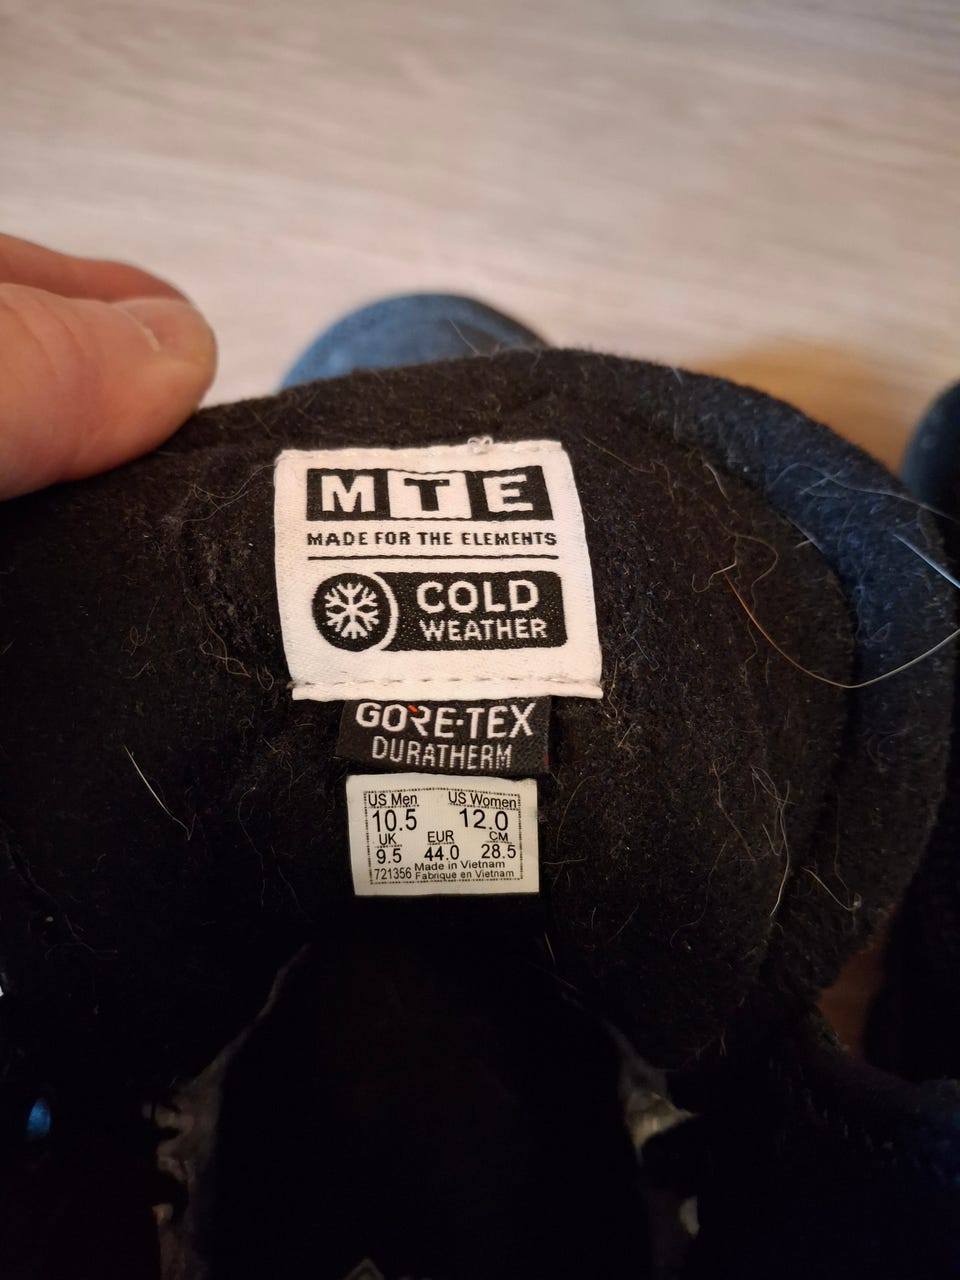 MTE
MADE FOR THE ELEMENTS
COLD
WEATHER
GORE-TEX
DURATHERM
US Men US Women
10.5 12.0
UK EUR CM
9.5 44.0 28.5
721356 Made in Vietnam
Fabrique en Vietnam